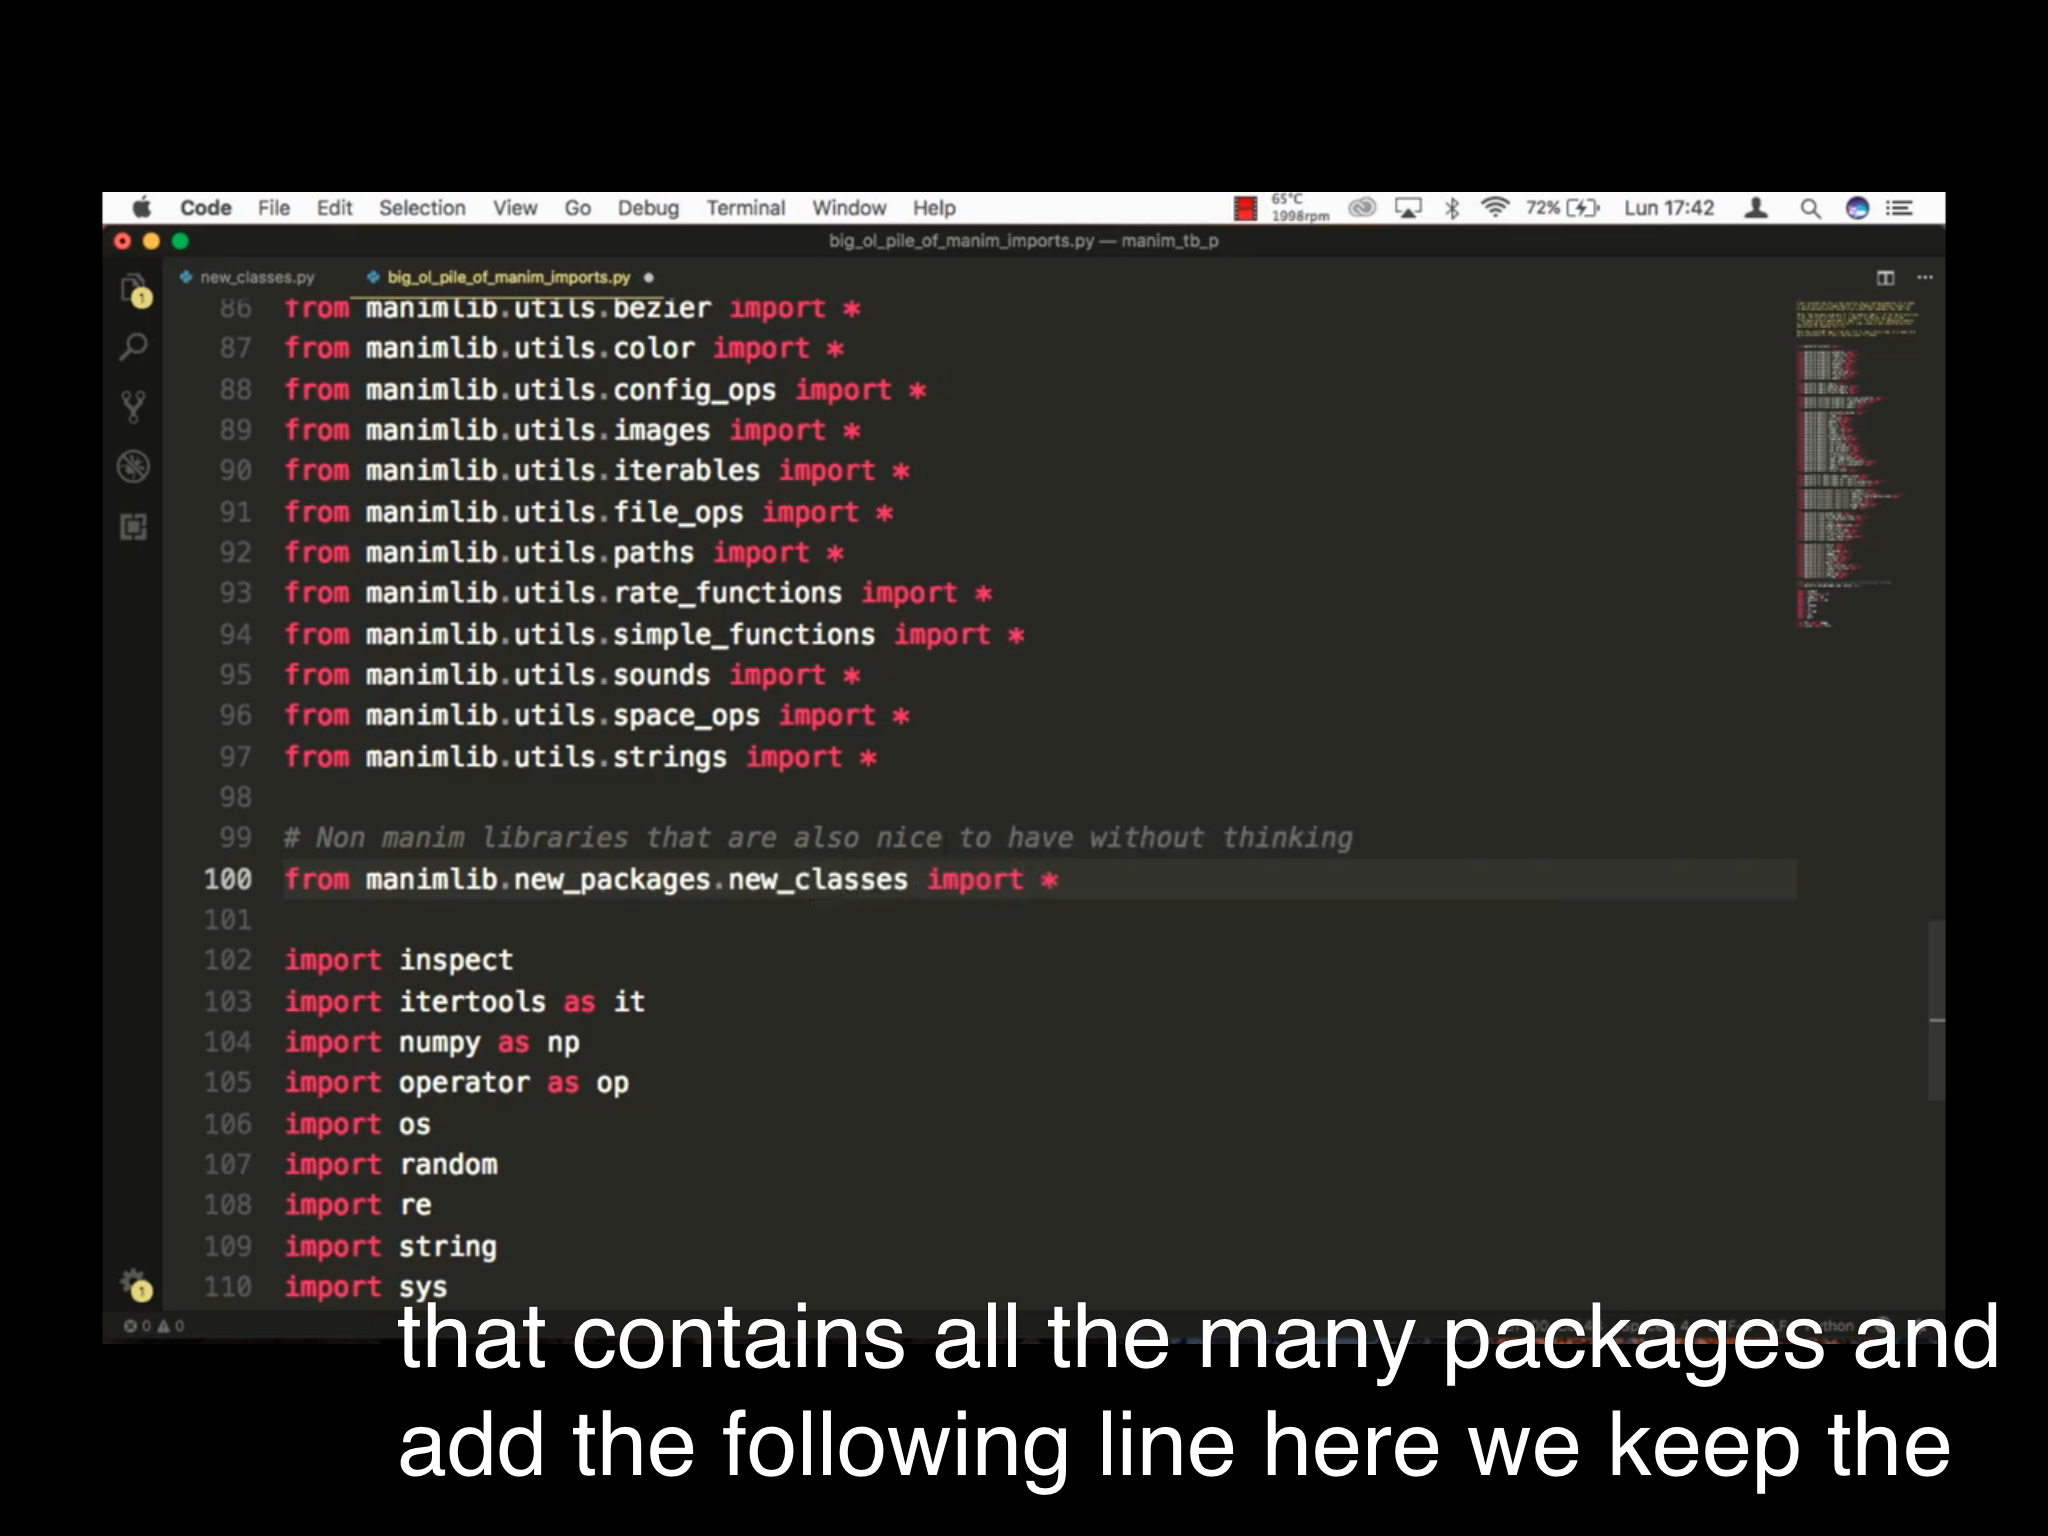 Code File Edit Selection View Go Debug Terminal Window Help 65°C 1998rpm 72% Lun 17:42
big_ol_pile_of_manim_imports.py — manim_tb_p
new_classes.py big_ol_pile_of_manim_imports.py
86 from manimlib.utils.bezier import *
87 from manimlib.utils.color import *
88 from manimlib.utils.config_ops import *
89 from manimlib.utils.images import *
90 from manimlib.utils.iterables import *
91 from manimlib.utils.file_ops import *
92 from manimlib.utils.paths import *
93 from manimlib.utils.rate_functions import *
94 from manimlib.utils.simple_functions import *
95 from manimlib.utils.sounds import *
96 from manimlib.utils.space_ops import *
97 from manimlib.utils.strings import *
98
99 # Non manim libraries that are also nice to have without thinking
100 from manimlib.new_packages.new_classes import *
101
102 import inspect
103 import itertools as it
104 import numpy as np
105 import operator as op
106 import os
107 import random
108 import re
109 import string
110 import sys
1
1
0 0
that contains all the many packages and
add the following line here we keep the